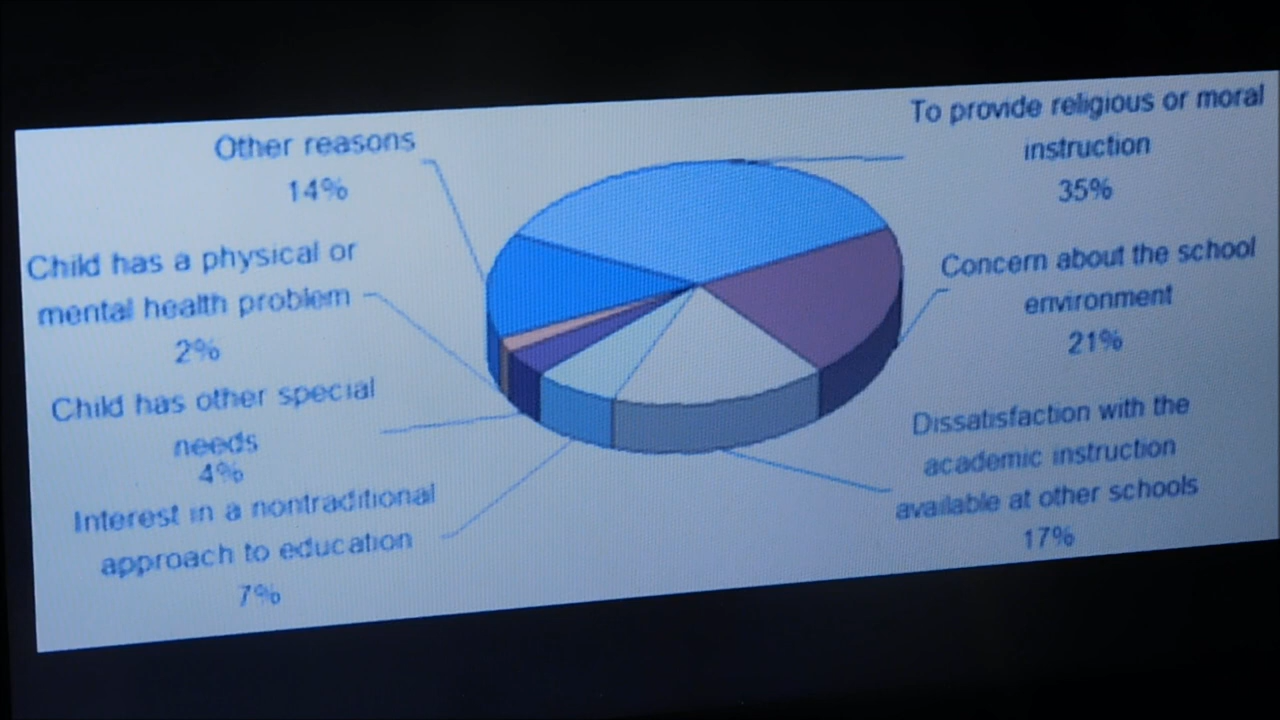 Other reasons
14%
Child has a physical or
mental health problem
2%
Child has other special
needs
4%
Interest in a nontraditional
approach to education
7%
To provide religious or moral
instruction
35%
Concern about the school
environment
21%
Dissatisfaction with the
academic instruction
available at other schools
17%